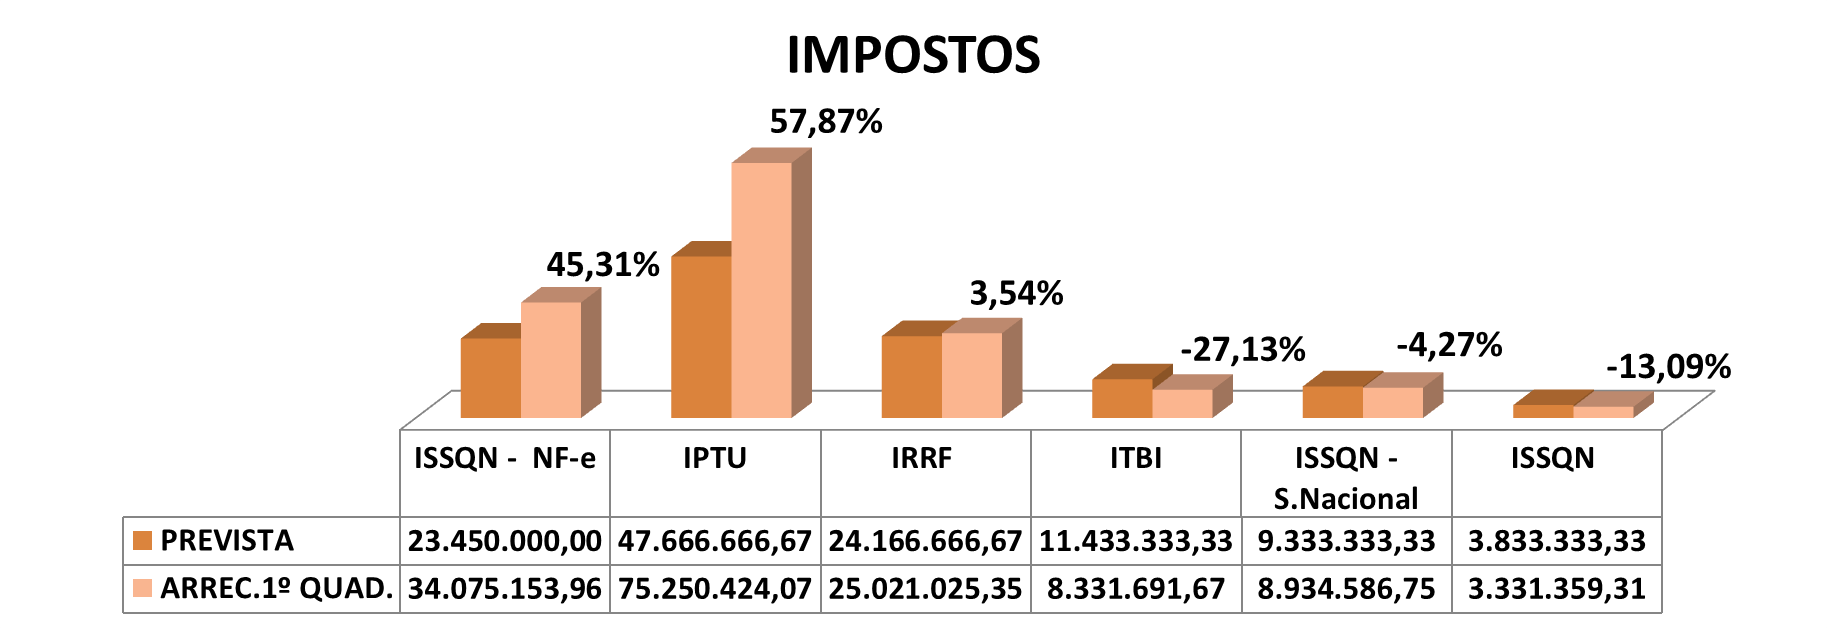 IMPOSTOS
57,87%
45,31%
3,54%
-27,13%
-4,27%
-13,09%
ISSQN - NF-e IPTU IRRF ITBI ISSQN - ISSQN
S.Nacional
PREVISTA 23.450.000,00 47.666.666,67 24.166.666,67 11.433.333,33 9.333.333,33 3.833.333,33
ARREC.1º QUAD. 34.075.153,96 75.250.424,07 25.021.025,35 8.331.691,67 8.934.586,75 3.331.359,31